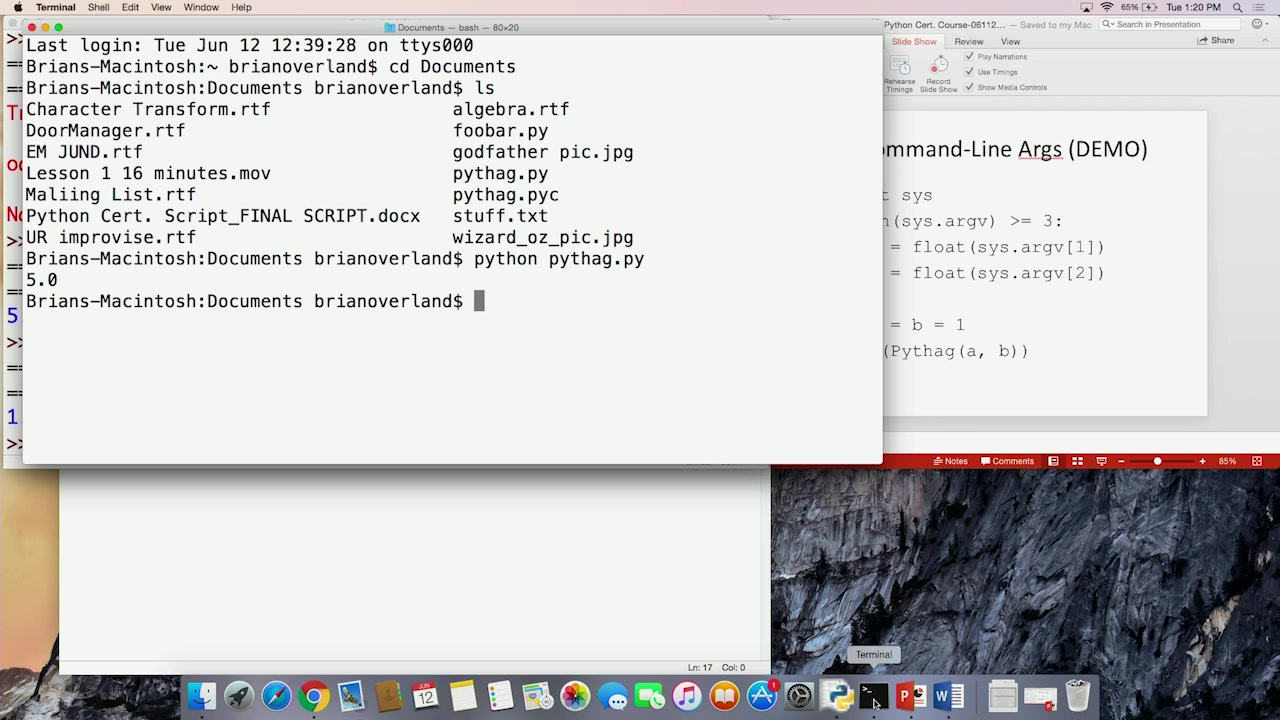 Terminal Shell Edit View Window Help
65% Tue 1:20 PM
Documents — bash — 80×20
Last login: Tue Jun 12 12:39:28 on ttys000
Brians-Macintosh:~ brianoverland$ cd Documents
Brians-Macintosh:Documents brianoverland$ ls
Character Transform.rtf algebra.rtf
DoorManager.rtf foobar.py
EM JUND.rtf godfather pic.jpg
Lesson 1 16 minutes.mov pythag.py
Maliing List.rtf pythag.pyc
Python Cert. Script_FINAL SCRIPT.docx stuff.txt
UR improvise.rtf wizard_oz_pic.jpg
Brians-Macintosh:Documents brianoverland$ python pythag.py
5.0
Brians-Macintosh:Documents brianoverland$
>>
==
==
>>
==
==
5
>>
==
==
1
>>
Python Cert. Course-06112... — Saved to my Mac
Search in Presentation
Slide Show Review View
Share
Rehearse Timings
Record Slide Show
Play Narrations
Use Timings
Show Media Controls
ommand-Line Args (DEMO)
t sys
n(sys.argv) >= 3:
= float(sys.argv[1])
= float(sys.argv[2])
= b = 1
(Pythag(a, b))
Notes Comments 85%
Ln: 17 Col: 0
Terminal
JUN
12
1